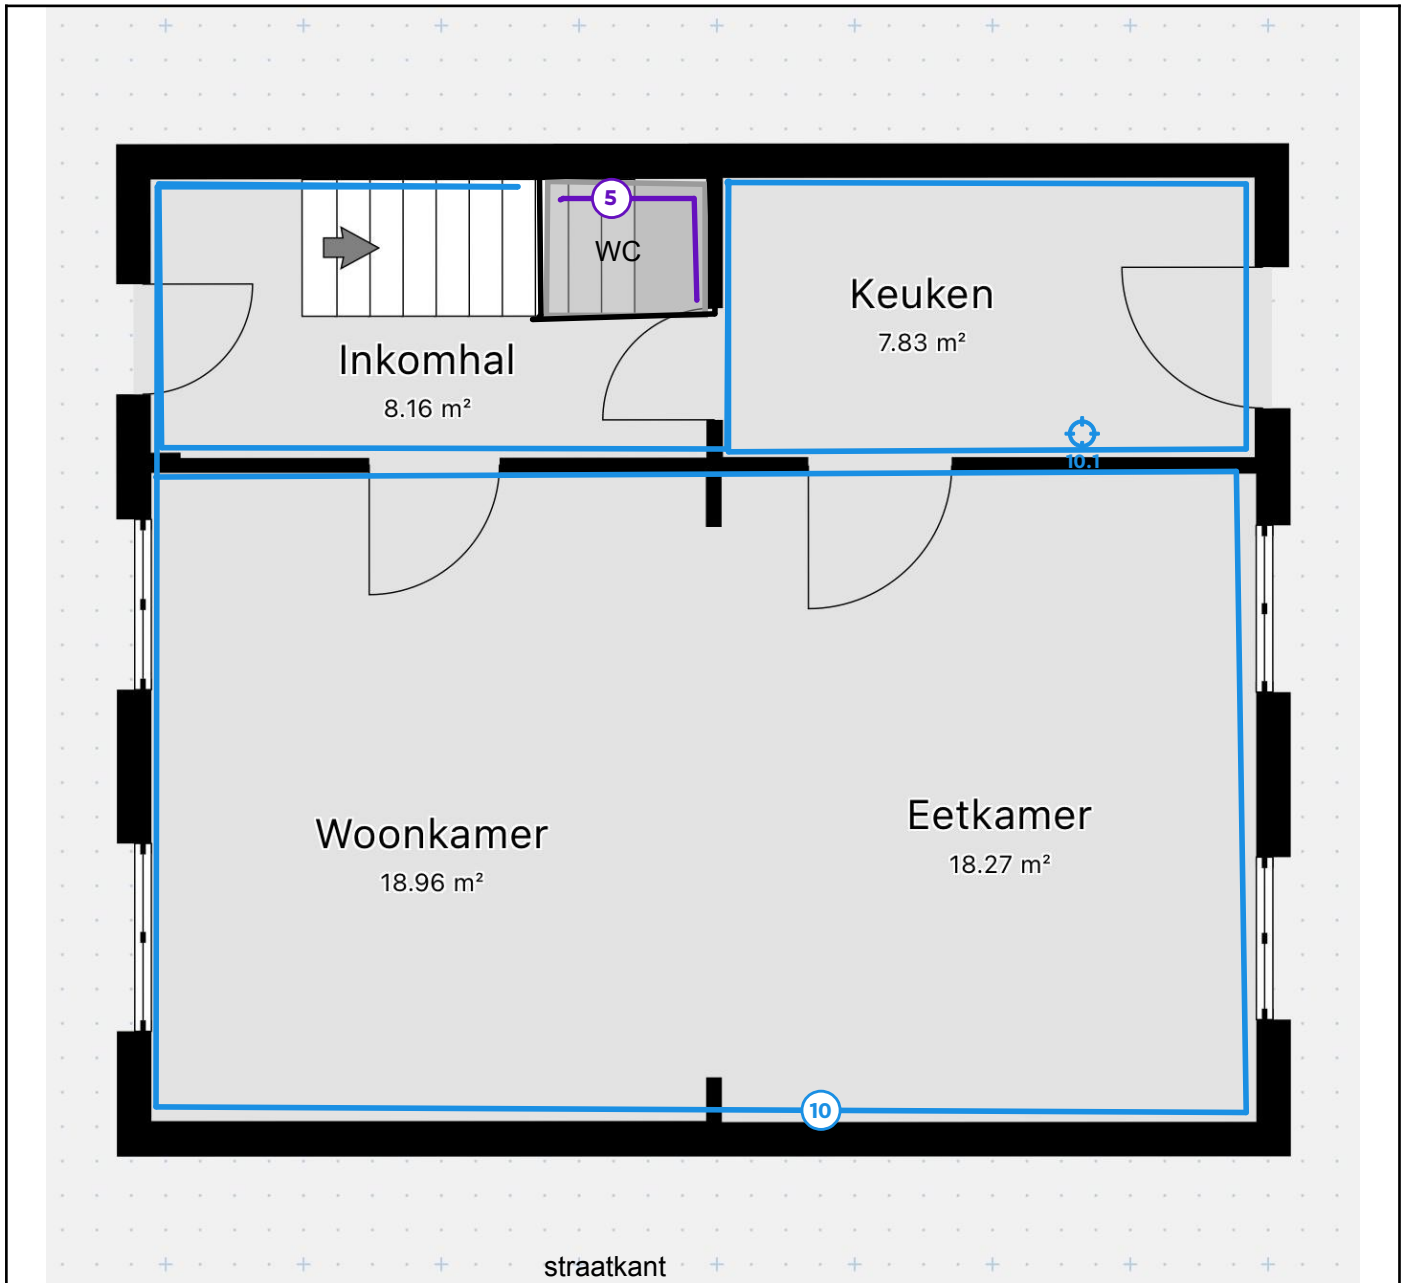 5
WC
Keuken
7.83 m²
Inkomhal
8.16 m²
10.1
Woonkamer
18.96 m²
Eetkamer
18.27 m²
10
straatkant